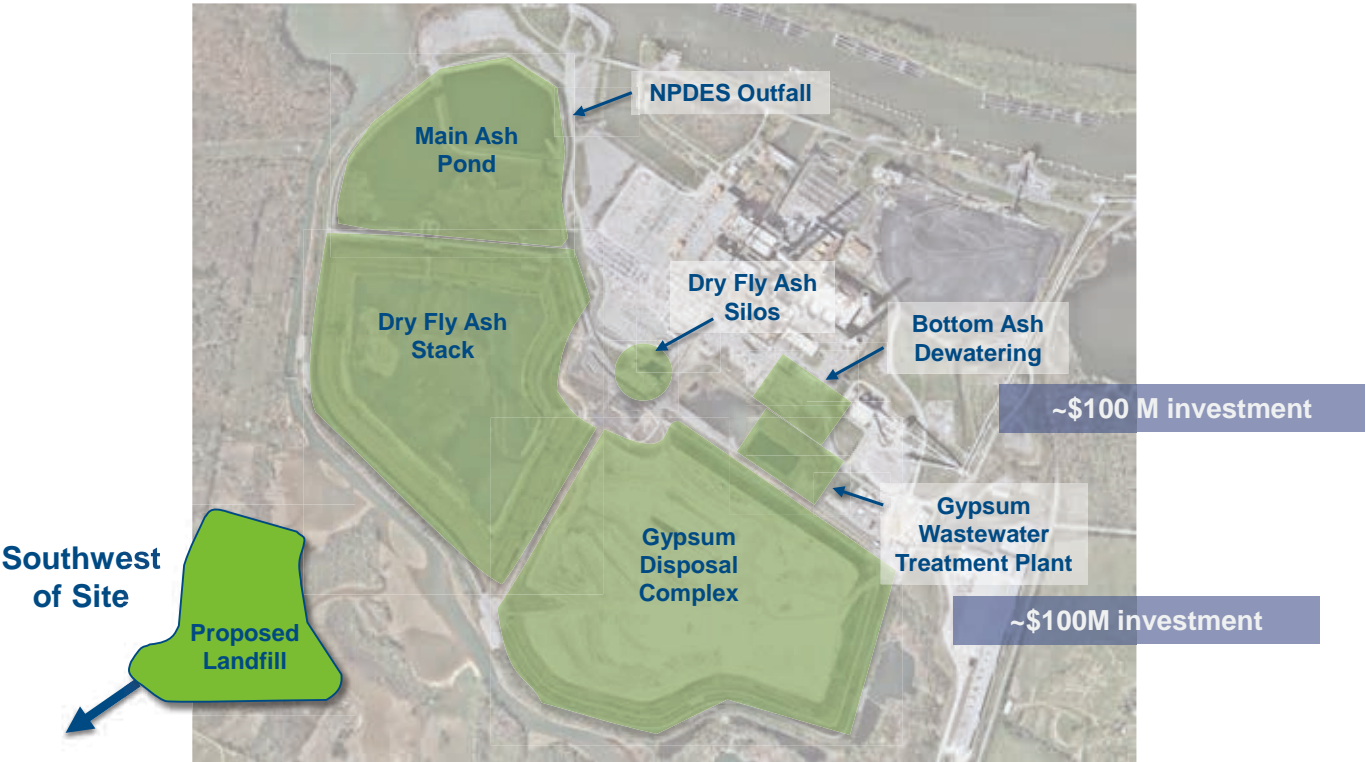 NPDES Outfall
Main Ash
Pond
Dry Fly Ash
Silos
Dry Fly Ash
Stack
Bottom Ash
Dewatering
~$100 M investment
Gypsum
Wastewater
Treatment Plant
Gypsum
Disposal
Complex
Southwest
of Site
Proposed
Landfill
~$100M investment